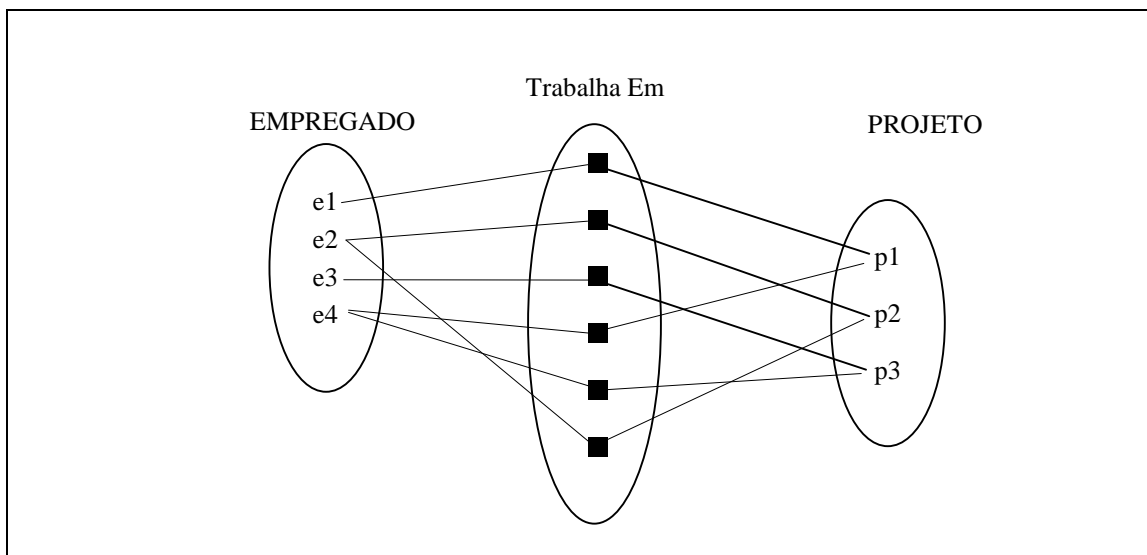 Trabalha Em
EMPREGADO
PROJETO
e1
e2
e3
e4
p1
p2
p3